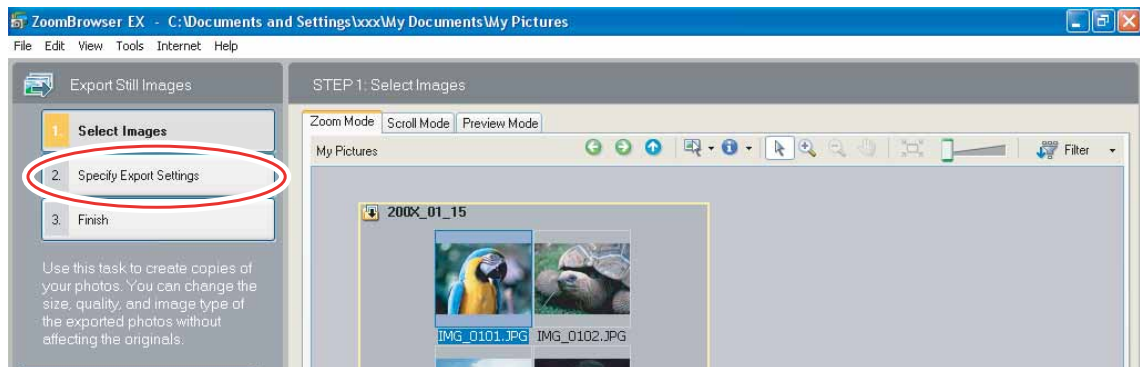 ZoomBrowser EX - C:\Documents and Settings\xxx\My Documents\My Pictures
File Edit View Tools Internet Help
Export Still Images
1. Select Images
2. Specify Export Settings
3. Finish
Use this task to create copies of
your photos. You can change the
size, quality, and image type of
the exported photos without
affecting the originals.
STEP 1: Select Images
Zoom Mode Scroll Mode Preview Mode
My Pictures Filter
200X_01_15
IMG_0101.JPG IMG_0102.JPG